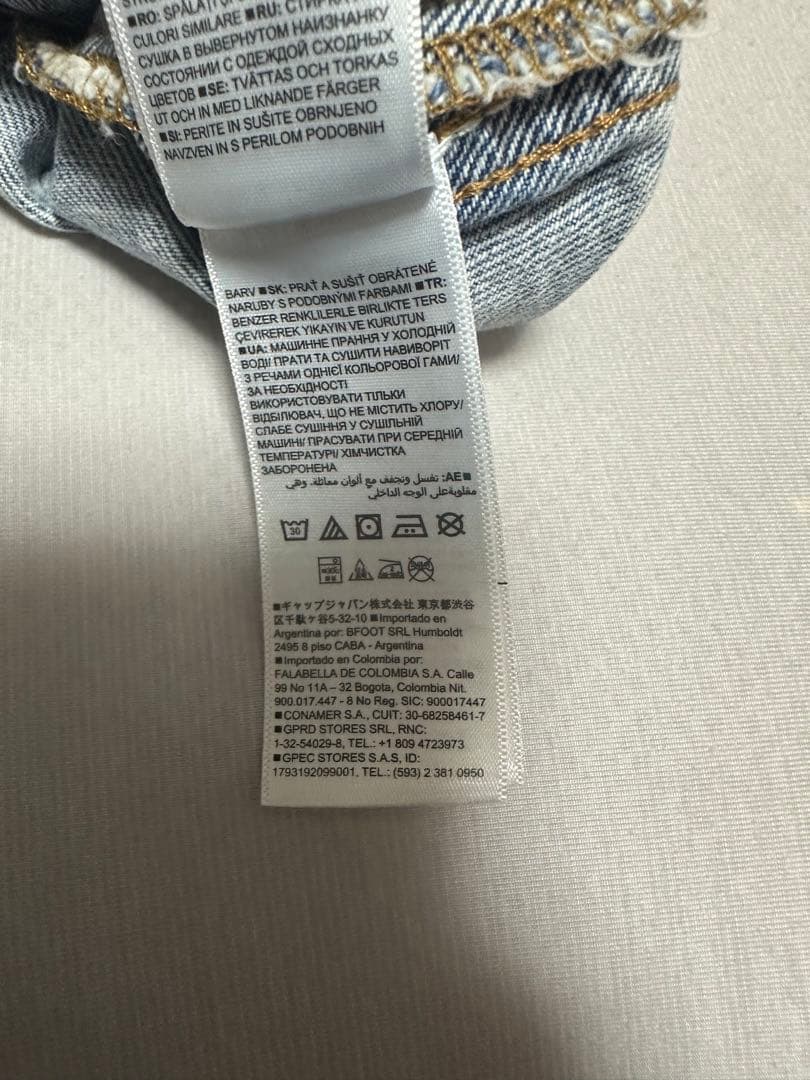 ■RO: SPĂLAȚI
CULORI SIMILARE ■RU:
СУШКА В ВЫВЕРНУТОМ НАИЗНАНКУ
СОСТОЯНИИ С ОДЕЖДОЙ СХОДНЫХ
ЦВЕТОВ ■SE: TVÄTTAS OCH TORKAS
UT OCH IN MED LIKNANDE FÄRGER
■SI: PERITE IN SUŠITE OBRNJENO
NAVZVEN IN S PERILOM PODOBNIH
BARV ■SK: PRAŤ A SUŠIŤ OBRÁTENÉ
NARUBY S PODOBNÝMI FARBAMI ■TR:
BENZER RENKLILERLE BIRLIKTE TERS
ÇEVIREREK YIKAYIN VE KURUTUN
■UA: МАШИННЕ ПРАННЯ У ХОЛОДНІЙ
ВОДІ/ ПРАТИ ТА СУШИТИ НАВИВОРІТ
З РЕЧАМИ ОДНІЄЇ КОЛЬОРОВОЇ ГАМИ/
ЗА НЕОБХІДНОСТІ
ВИКОРИСТОВУВАТИ ТІЛЬКИ
ВІДБІЛЮВАЧ, ЩО НЕ МІСТИТЬ ХЛОРУ/
СЛАБЕ СУШІННЯ У СУШІЛЬНІЙ
МАШИНІ/ ПРАСУВАТИ ПРИ СЕРЕДНІЙ
ТЕМПЕРАТУРІ/ ХІМЧИСТКА
ЗАБОРОНЕНА
■AE: تغسل وتجفف مع ألوان مماثلة. وهي
مقلوبة على الوجه الداخلي
30
■ギャップジャパン株式会社 東京都渋谷
区千駄ケ谷5-32-10 ■Importado en
Argentina por: BFOOT SRL Humboldt
2495 8 piso CABA - Argentina
■Importado en Colombia por:
FALABELLA DE COLOMBIA S.A. Calle
99 No 11A – 32 Bogota, Colombia Nit.
900.017.447 - 8 No Reg. SIC: 900017447
■CONAMER S.A., CUIT: 30-68258461-7
■GPRD STORES SRL, RNC:
1-32-54029-8, TEL.: +1 809 4723973
■GPEC STORES S.A.S, ID:
1793192099001, TEL.: (593) 2 381 0950